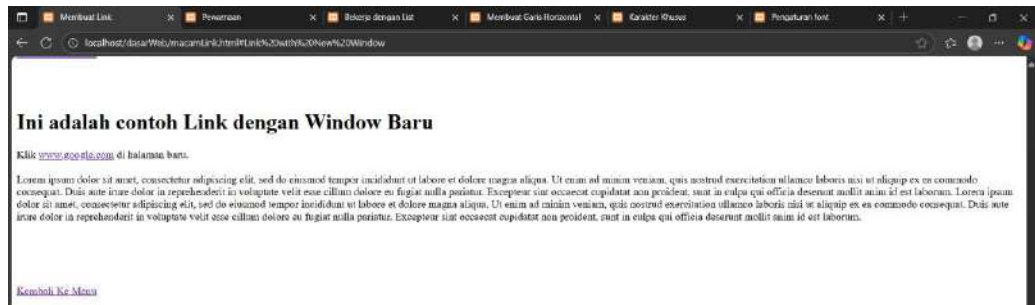 Membuat Link
Pewarnaan
Bekerja dengan List
Membuat Garis Horizontal
Karakter Khusus
Pengaturan font
localhost/dasarWeb/macamLink.html#Link%20with%20New%20Window
Ini adalah contoh Link dengan Window Baru
Klik www.google.com di halaman baru.
Lorem ipsum dolor sit amet, consectetur adipiscing elit, sed do eiusmod tempor incididunt ut labore et dolore magna aliqua. Ut enim ad minim veniam, quis nostrud exercitation ullamco laboris nisi ut aliquip ex ea commodo
consequat. Duis aute irure dolor in reprehenderit in voluptate velit esse cillum dolore eu fugiat nulla pariatur. Excepteur sint occaecat cupidatat non proident, sunt in culpa qui officia deserunt mollit anim id est laborum. Lorem ipsum
dolor sit amet, consectetur adipiscing elit, sed do eiusmod tempor incididunt ut labore et dolore magna aliqua. Ut enim ad minim veniam, quis nostrud exercitation ullamco laboris nisi ut aliquip ex ea commodo consequat. Duis aute
irure dolor in reprehenderit in voluptate velit esse cillum dolore eu fugiat nulla pariatur. Excepteur sint occaecat cupidatat non proident, sunt in culpa qui officia deserunt mollit anim id est laborum.
Kembali Ke Menu